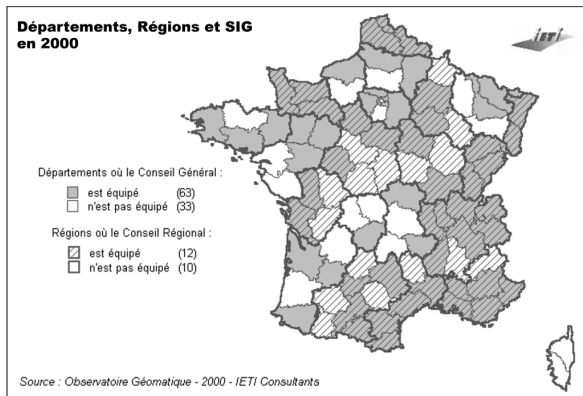 Départements, Régions et SIG
en 2000
IETI
Départements où le Conseil Général :
est équipé (63)
n'est pas équipé (33)
Régions où le Conseil Régional :
est équipé (12)
n'est pas équipé (10)
Source : Observatoire Géomatique - 2000 - IETI Consultants